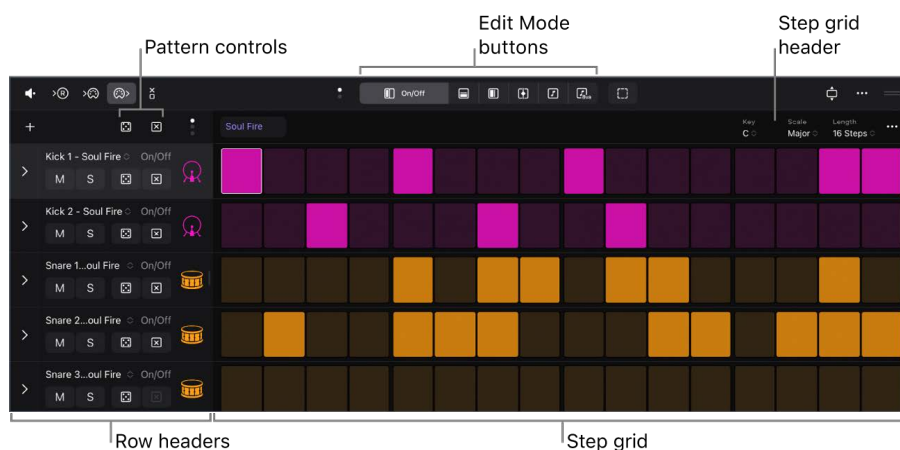 Edit Mode
buttons
Step grid
header
Pattern controls
On/Off
Soul Fire
Key
C
Scale
Major
Length
16 Steps
Kick 1 - Soul Fire On/Off
M S
Kick 2 - Soul Fire On/Off
M S
Snare 1...oul Fire On/Off
M S
Snare 2...oul Fire On/Off
M S
Snare 3...oul Fire On/Off
M S
Row headers
Step grid